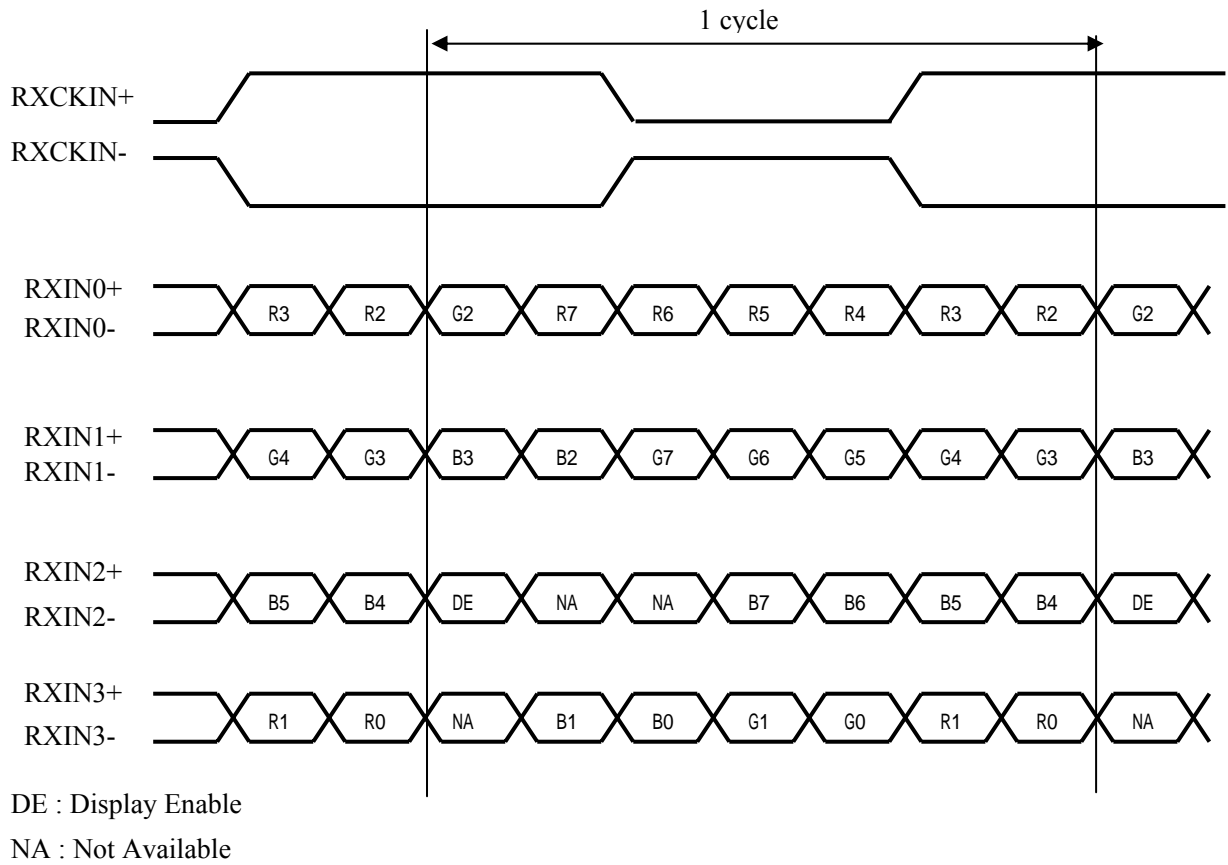 1 cycle
RXCKIN+
RXCKIN-
RXIN0+
R3 R2 G2 R7 R6 R5 R4 R3 R2 G2
RXIN0-
RXIN1+
G4 G3 B3 B2 G7 G6 G5 G4 G3 B3
RXIN1-
RXIN2+
B5 B4 DE NA NA B7 B6 B5 B4 DE
RXIN2-
RXIN3+
R1 R0 NA B1 B0 G1 G0 R1 R0 NA
RXIN3-
DE : Display Enable
NA : Not Available